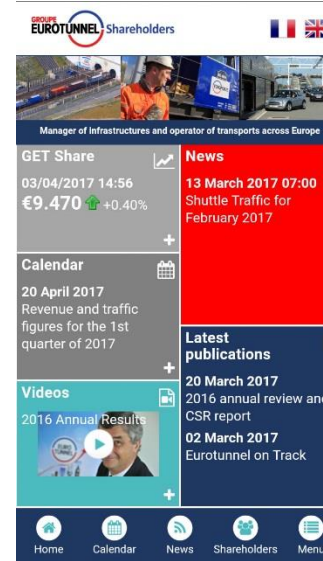 GROUPE
EUROTUNNEL Shareholders
Manager of infrastructures and operator of transports across Europe
GET Share
03/04/2017 14:56
€9.470 +0.40%
+
Calendar
20 April 2017
Revenue and traffic
figures for the 1st
quarter of 2017
+
Videos
2016 Annual Results
+
News
13 March 2017 07:00
Shuttle Traffic for
February 2017
Latest
publications
20 March 2017
2016 annual review and
CSR report
02 March 2017
Eurotunnel on Track
Home
Calendar
News
Shareholders
Menu